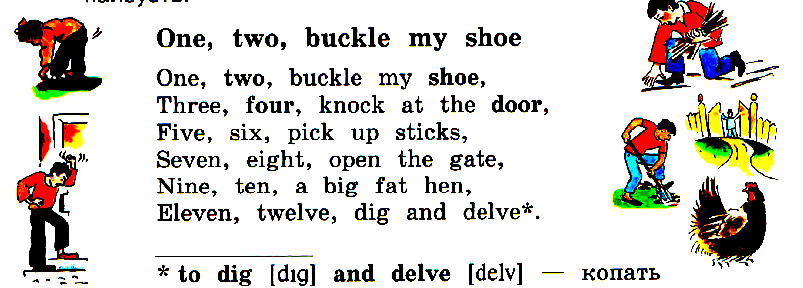 One, two, buckle my shoe
One, two, buckle my shoe,
Three, four, knock at the door,
Five, six, pick up sticks,
Seven, eight, open the gate,
Nine, ten, a big fat hen,
Eleven, twelve, dig and delve*.
* to dig [dıg] and delve [delv] — копать